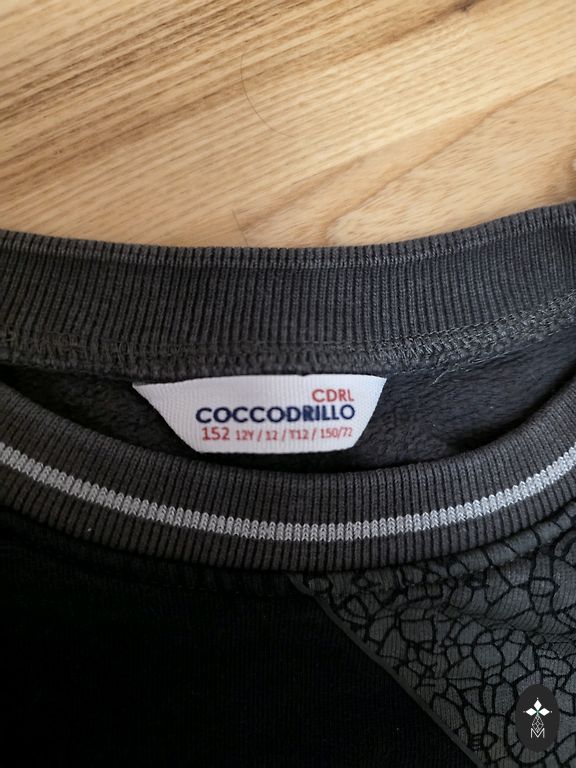 CDRL
COCCODRILLO
152 12Y / 12 / T12 / 150/72
M